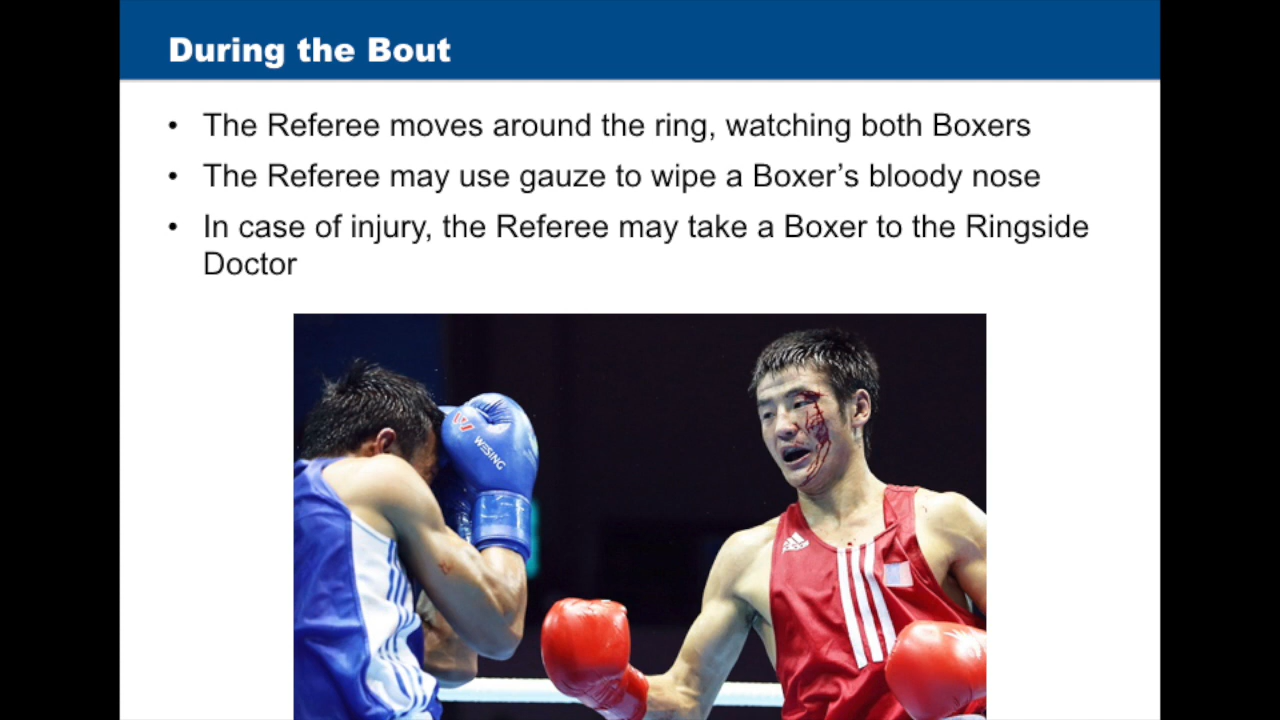 During the Bout
• The Referee moves around the ring, watching both Boxers
• The Referee may use gauze to wipe a Boxer’s bloody nose
• In case of injury, the Referee may take a Boxer to the Ringside
Doctor
W
WESING